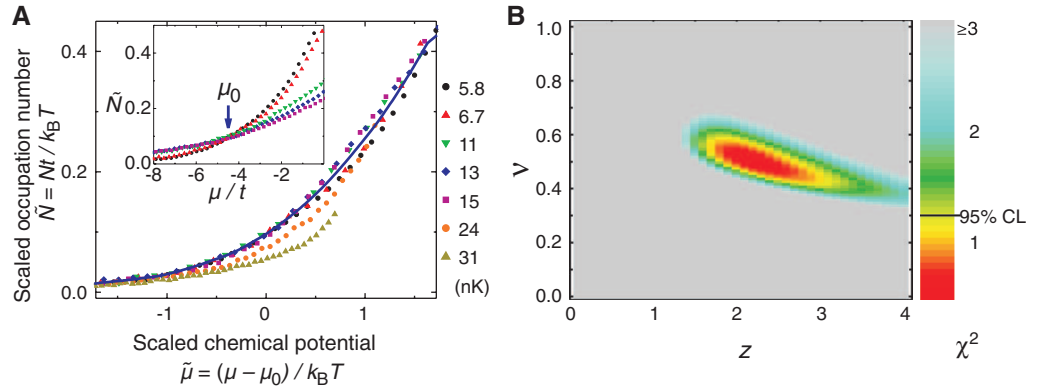 A
Scaled occupation number
Ñ = Nt / k_BT
0.4
0.2
0.0
-1
0
1
Scaled chemical potential
μ̃ = (μ − μ₀) / k_BT
Ñ
0.4
0.2
0.0
-8
-6
-4
-2
μ / t
μ₀
5.8
6.7
11
13
15
24
31
(nK)
B
ν
1.0
0.8
0.6
0.4
0.2
0.0
0
1
2
3
4
z
≥3
2
95% CL
1
χ²